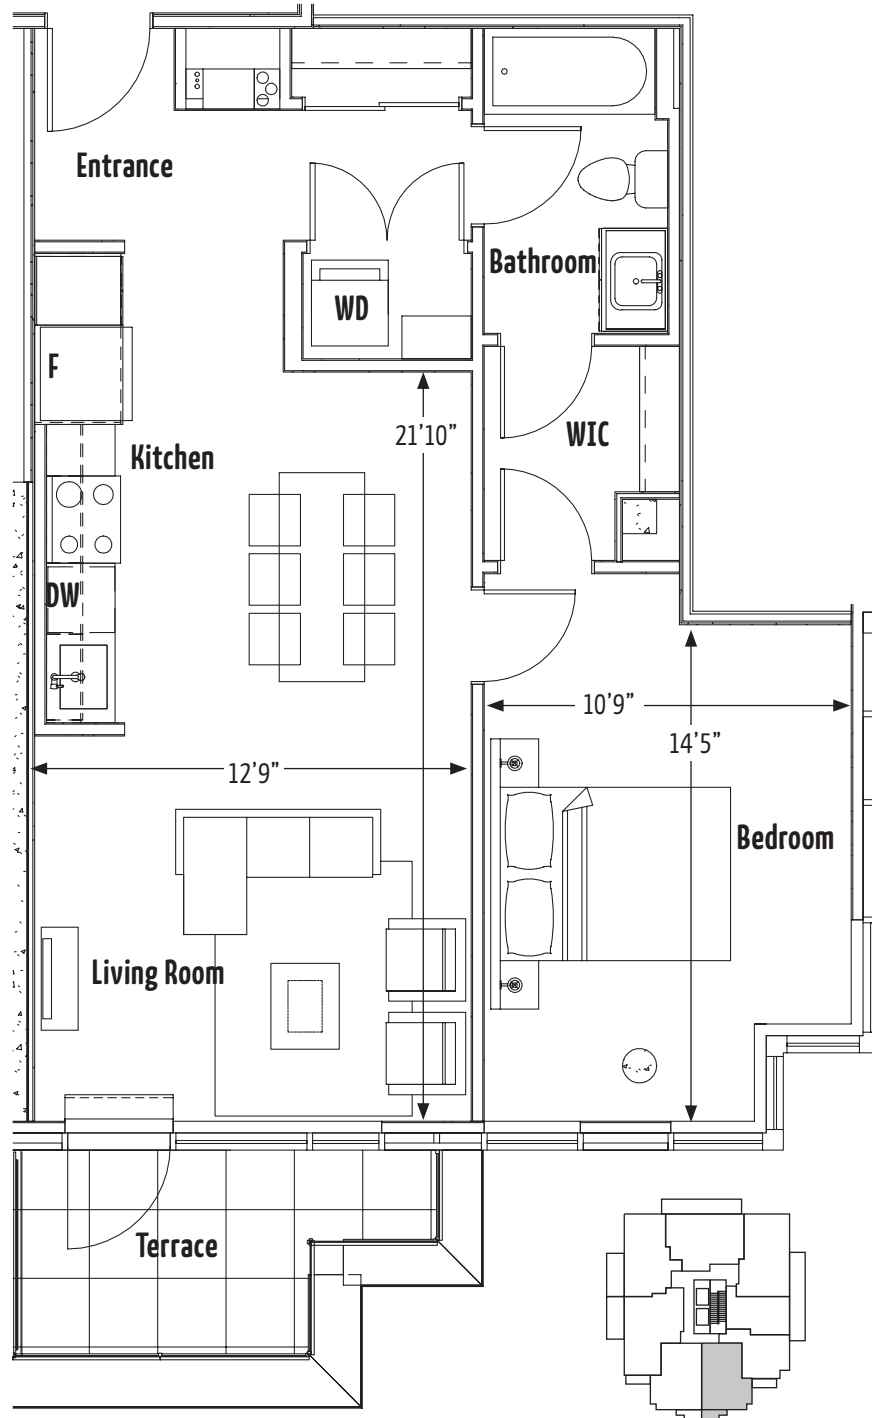 Entrance
Bathroom
WD
F
21’10”
WIC
Kitchen
DW
10’9”
14’5”
12’9”
Bedroom
Living Room
Terrace